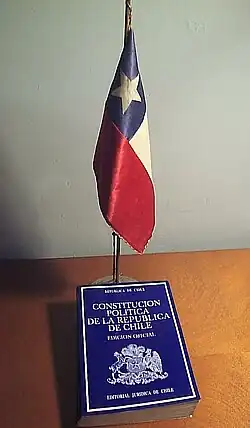 REPUBLICA DE CHILE
CONSTITUCION
POLITICA
DE LA REPUBLICA
DE CHILE
EDICION OFICIAL
EDITORIAL JURIDICA DE CHILE